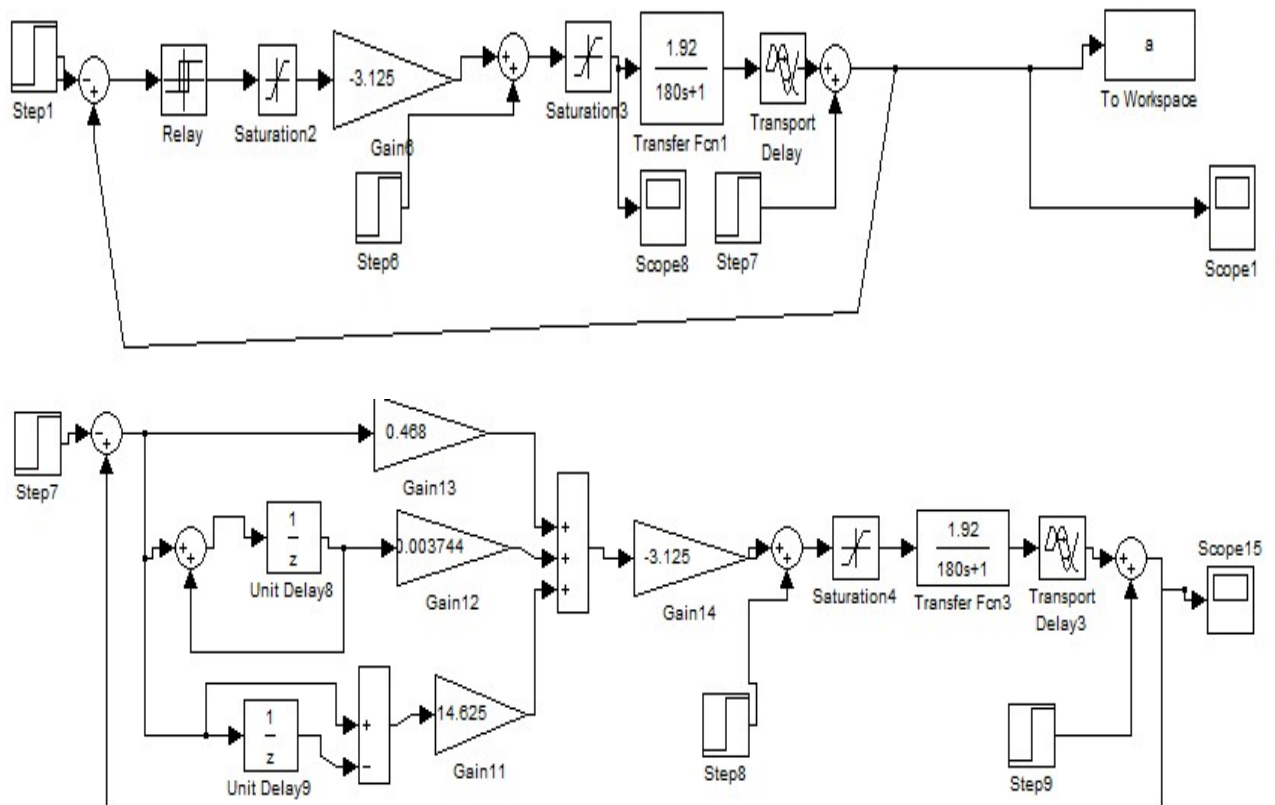 a
To Workspace
Step1
Relay
Saturation2
-3.125
Gain6
Saturation3
1.92
180s+1
Transfer Fcn1
Transport
Delay
Step6
Scope8
Step7
Scope1
Step7
0.468
Gain13
1
z
Unit Delay8
0.003744
Gain12
-3.125
Gain14
Saturation4
1.92
180s+1
Transfer Fcn3
Transport
Delay3
Scope15
1
z
Unit Delay9
14.625
Gain11
Step8
Step9